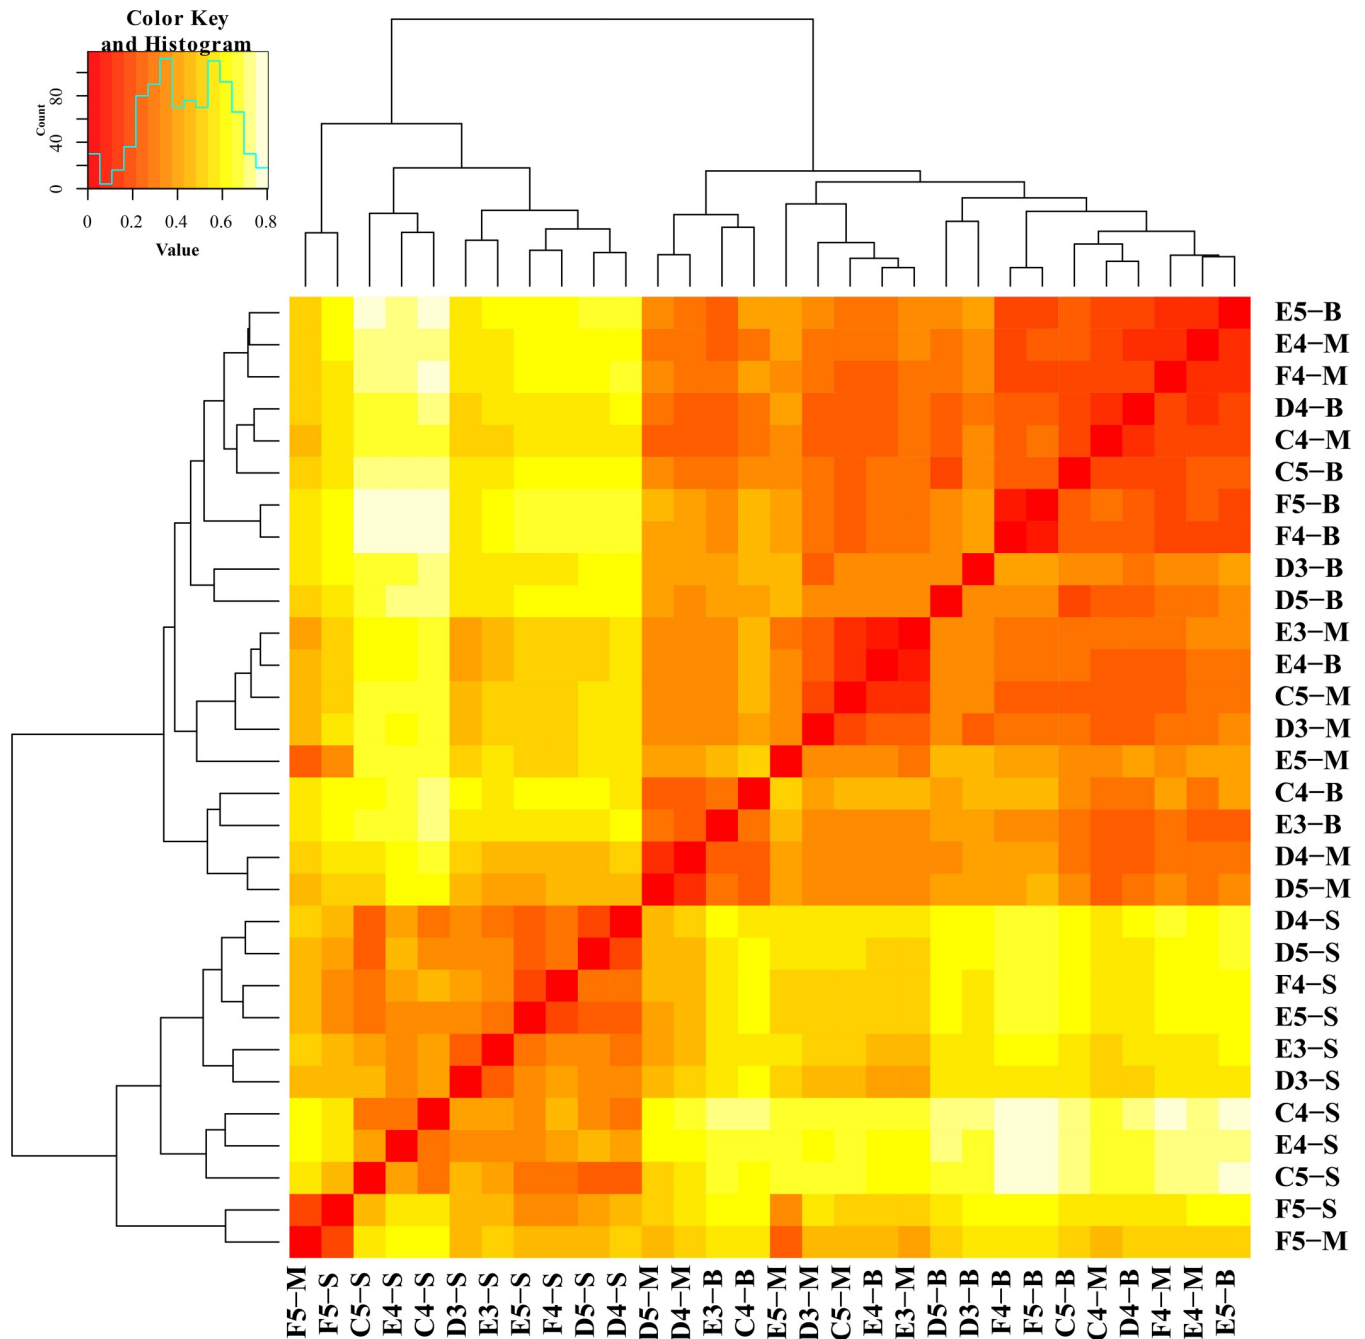 Color Key
and Histogram
Count
0 40 80
0 0.2 0.4 0.6 0.8
Value
E5−B
E4−M
F4−M
D4−B
C4−M
C5−B
F5−B
F4−B
D3−B
D5−B
E3−M
E4−B
C5−M
D3−M
E5−M
C4−B
E3−B
D4−M
D5−M
D4−S
D5−S
F4−S
E5−S
E3−S
D3−S
C4−S
E4−S
C5−S
F5−S
F5−M
F5−M
F5−S
C5−S
E4−S
C4−S
D3−S
E3−S
E5−S
F4−S
D5−S
D4−S
D5−M
D4−M
E3−B
C4−B
E5−M
D3−M
C5−M
E4−B
E3−M
D5−B
D3−B
F4−B
F5−B
C5−B
C4−M
D4−B
F4−M
E4−M
E5−B